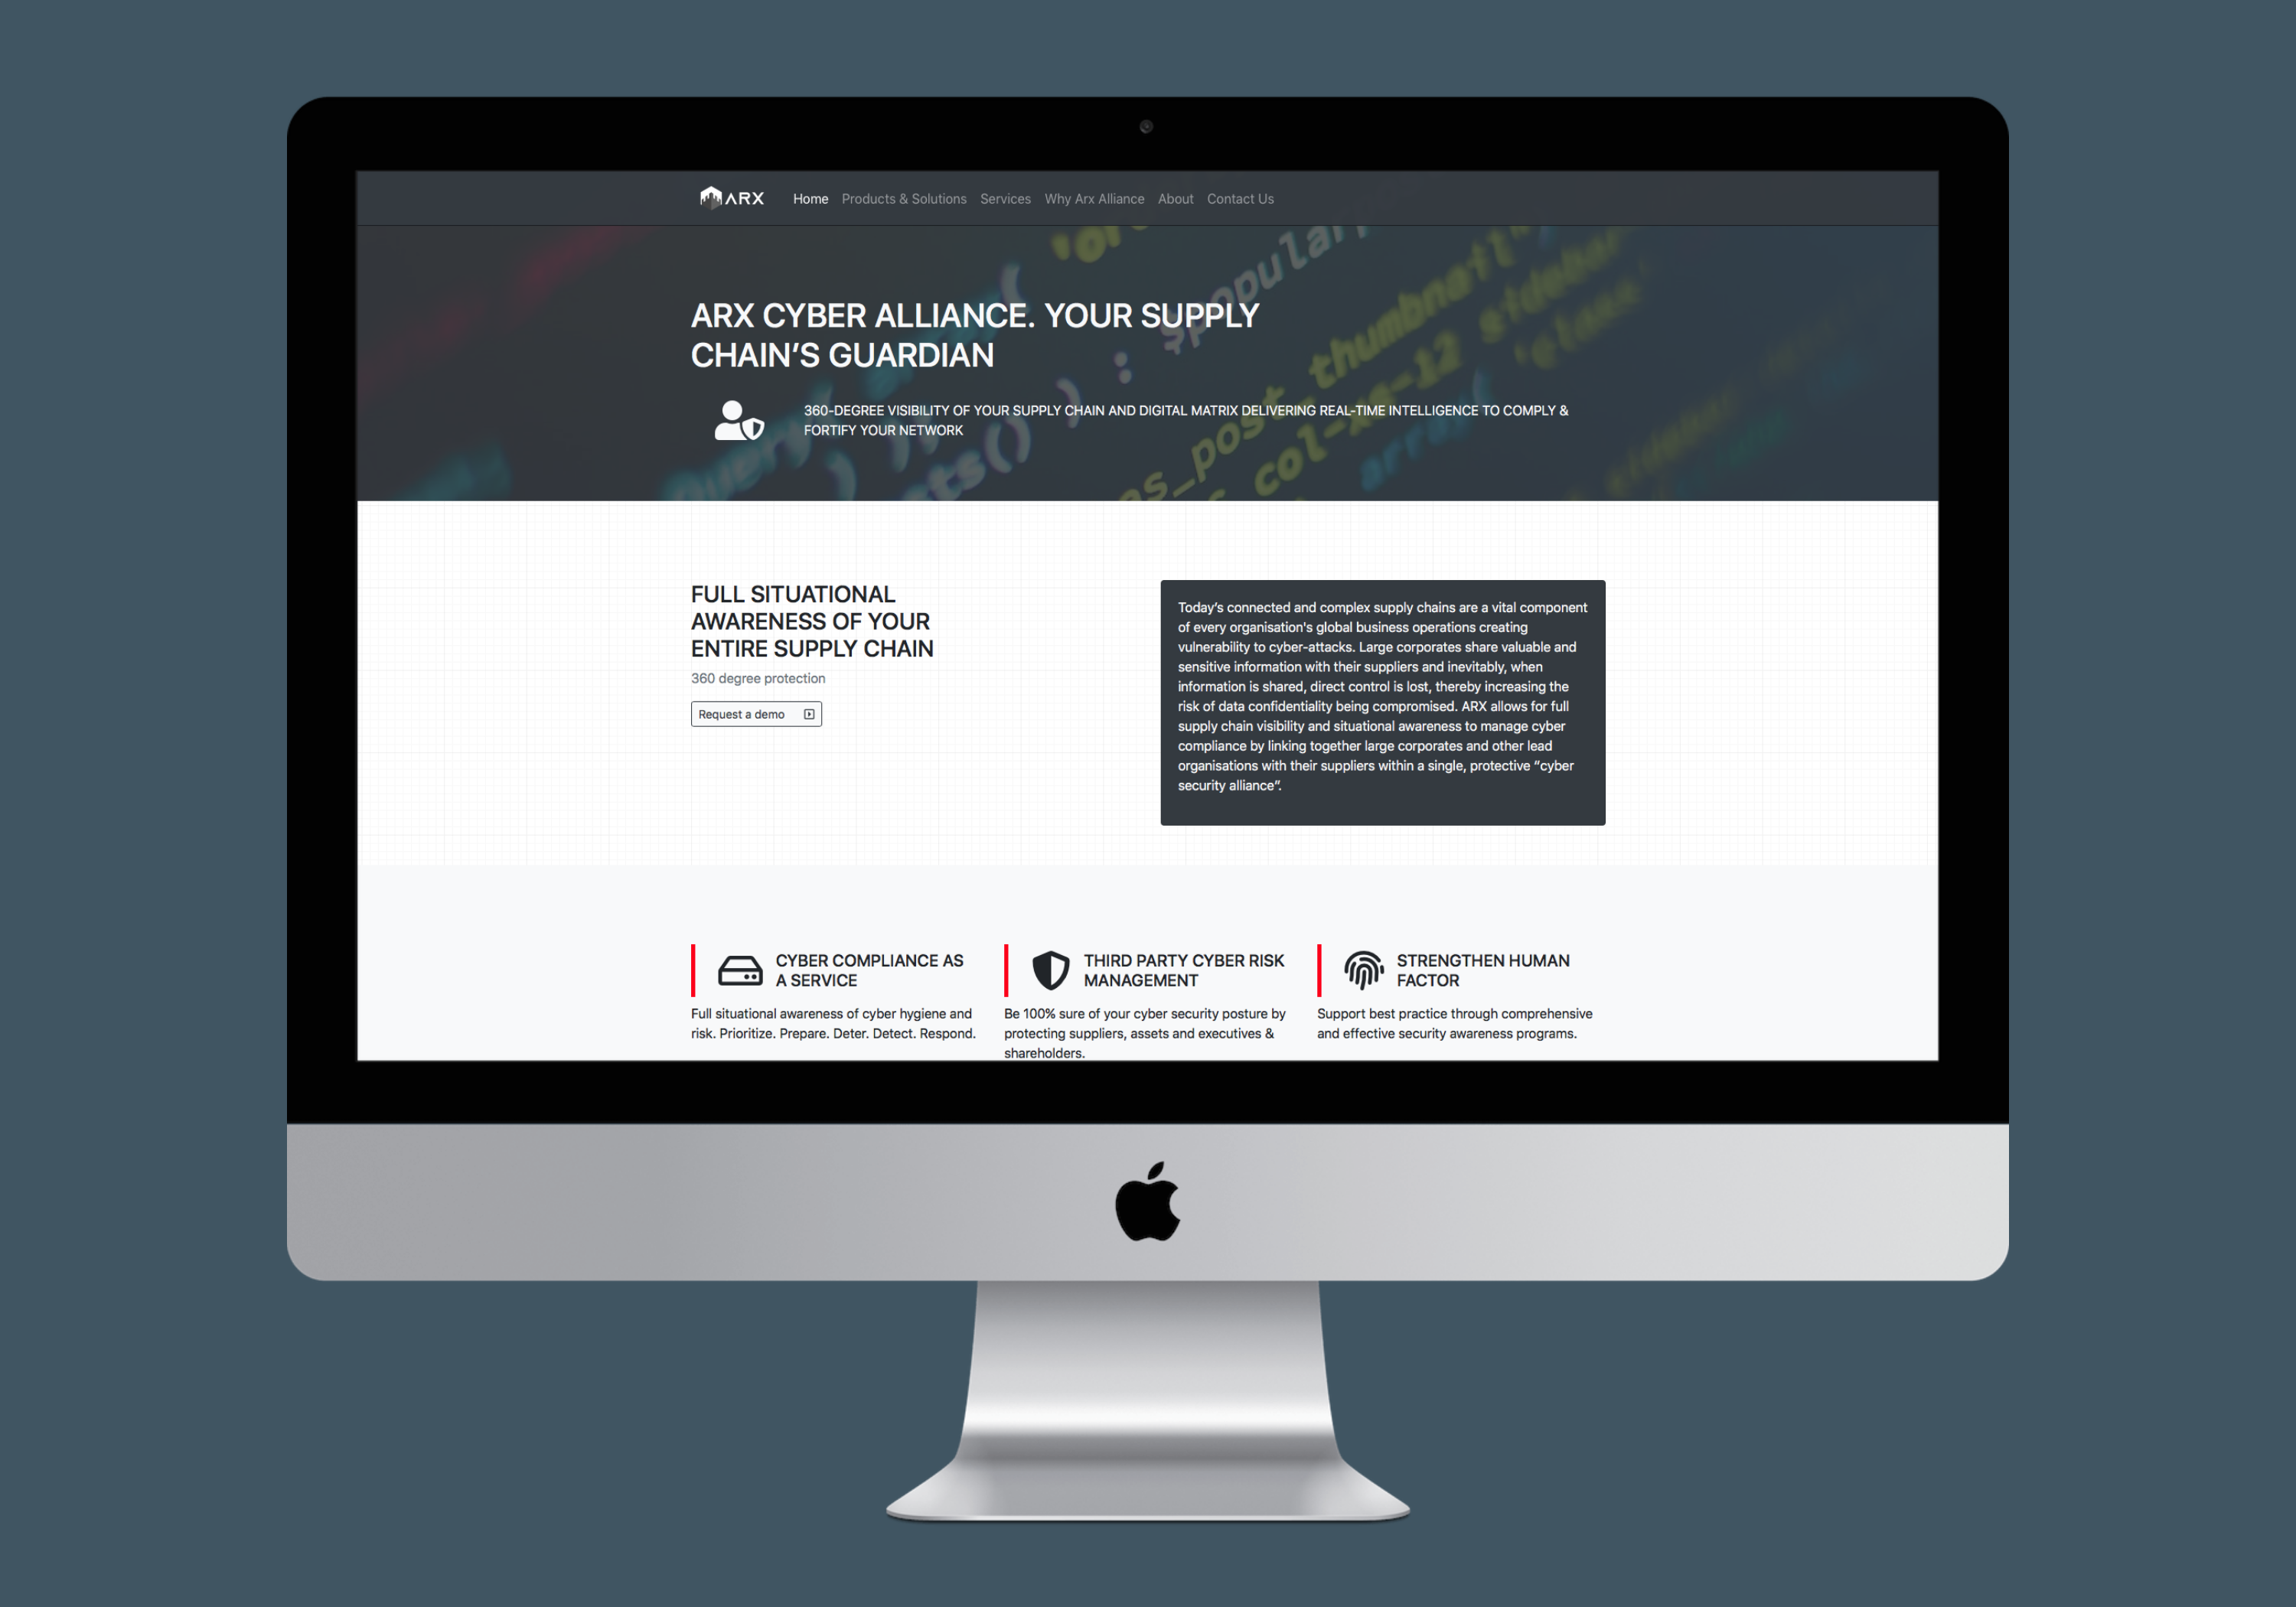 ARX
Home Products & Solutions Services Why Arx Alliance About Contact Us
ARX CYBER ALLIANCE. YOUR SUPPLY
CHAIN’S GUARDIAN
360-DEGREE VISIBILITY OF YOUR SUPPLY CHAIN AND DIGITAL MATRIX DELIVERING REAL-TIME INTELLIGENCE TO COMPLY &
FORTIFY YOUR NETWORK
$popular
_post_thumbnail
col-xs-12 sidebar
array(
FULL SITUATIONAL
AWARENESS OF YOUR
ENTIRE SUPPLY CHAIN
360 degree protection
Request a demo
Today’s connected and complex supply chains are a vital component
of every organisation's global business operations creating
vulnerability to cyber-attacks. Large corporates share valuable and
sensitive information with their suppliers and inevitably, when
information is shared, direct control is lost, thereby increasing the
risk of data confidentiality being compromised. ARX allows for full
supply chain visibility and situational awareness to manage cyber
compliance by linking together large corporates and other lead
organisations with their suppliers within a single, protective “cyber
security alliance”.
CYBER COMPLIANCE AS
A SERVICE
Full situational awareness of cyber hygiene and
risk. Prioritize. Prepare. Deter. Detect. Respond.
THIRD PARTY CYBER RISK
MANAGEMENT
Be 100% sure of your cyber security posture by
protecting suppliers, assets and executives &
shareholders.
STRENGTHEN HUMAN
FACTOR
Support best practice through comprehensive
and effective security awareness programs.